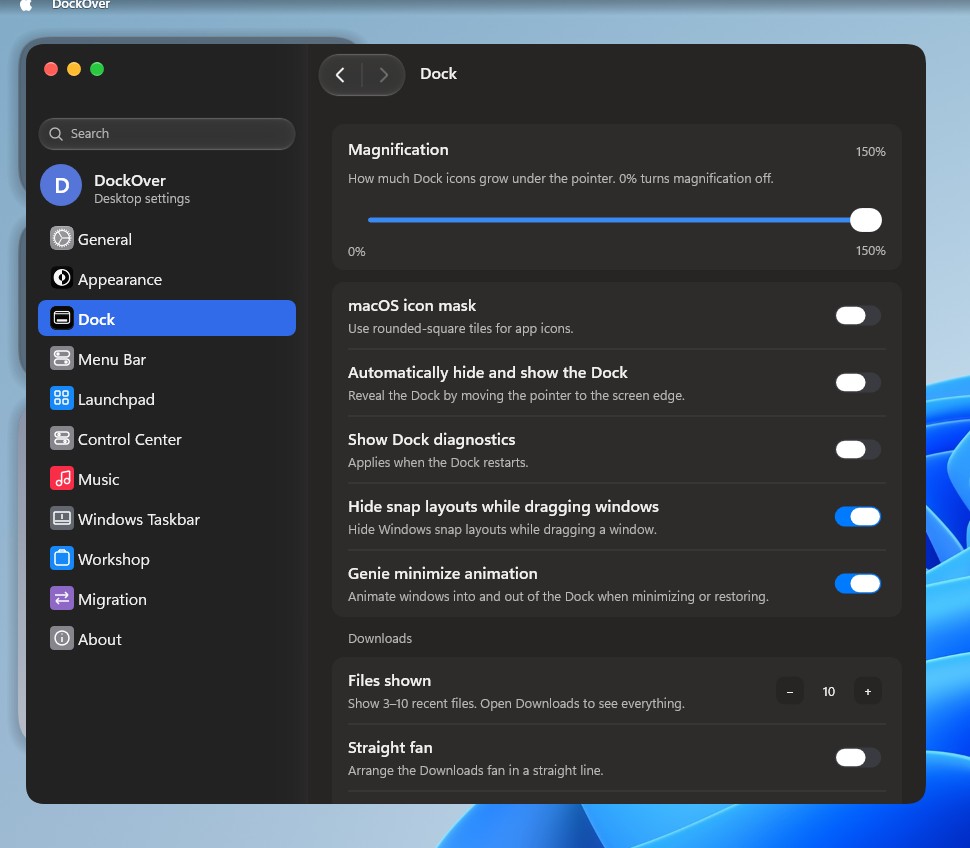 DockOver
Dock
Search
D
DockOver
Desktop settings
General
Appearance
Dock
Menu Bar
Launchpad
Control Center
Music
Windows Taskbar
Workshop
Migration
About
Magnification
150%
How much Dock icons grow under the pointer. 0% turns magnification off.
0%
150%
macOS icon mask
Use rounded-square tiles for app icons.
Automatically hide and show the Dock
Reveal the Dock by moving the pointer to the screen edge.
Show Dock diagnostics
Applies when the Dock restarts.
Hide snap layouts while dragging windows
Hide Windows snap layouts while dragging a window.
Genie minimize animation
Animate windows into and out of the Dock when minimizing or restoring.
Downloads
Files shown
– 10 +
Show 3–10 recent files. Open Downloads to see everything.
Straight fan
Arrange the Downloads fan in a straight line.